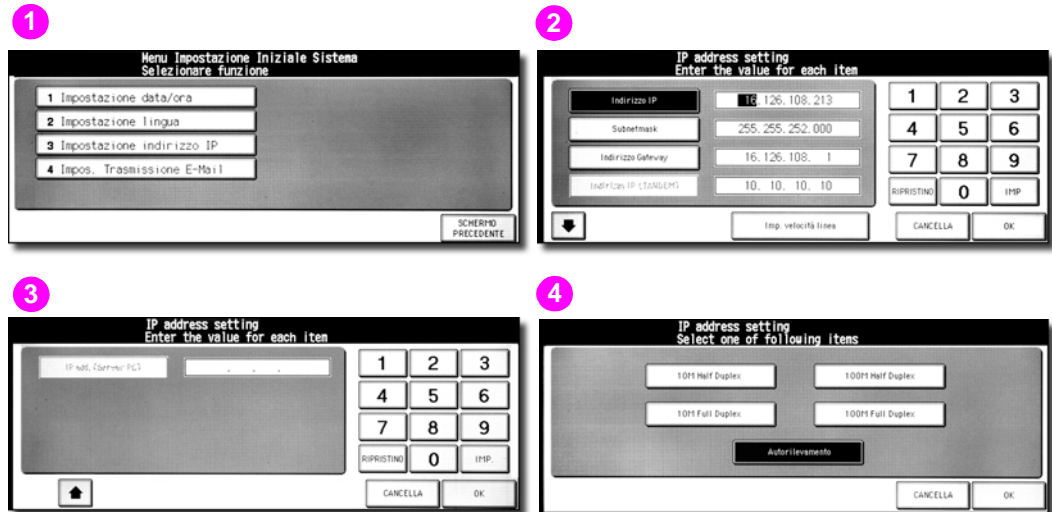 1
Menu Impostazione Iniziale Sistema
Selezionare funzione
1 Impostazione data/ora
2 Impostazione lingua
3 Impostazione indirizzo IP
4 Impos. Trasmissione E-Mail
SCHERMO
PRECEDENTE
2
IP address setting
Enter the value for each item
Indirizzo IP 16.126.108.213
Subnetmask 255.255.252.000
Indirizzo Gateway 16.126.108. 1
Indirizzo IP (TANDEM) 10. 10. 10. 10
1 2 3
4 5 6
7 8 9
RIPRISTINO 0 IMP
Imp. velocità linea
CANCELLA OK
3
IP address setting
Enter the value for each item
IP add. (Server PC) . . .
1 2 3
4 5 6
7 8 9
RIPRISTINO 0 IMP.
CANCELLA OK
4
IP address setting
Select one of following items
10M Half Duplex 100M Half Duplex
10M Full Duplex 100M Full Duplex
Autorilevamento
CANCELLA OK